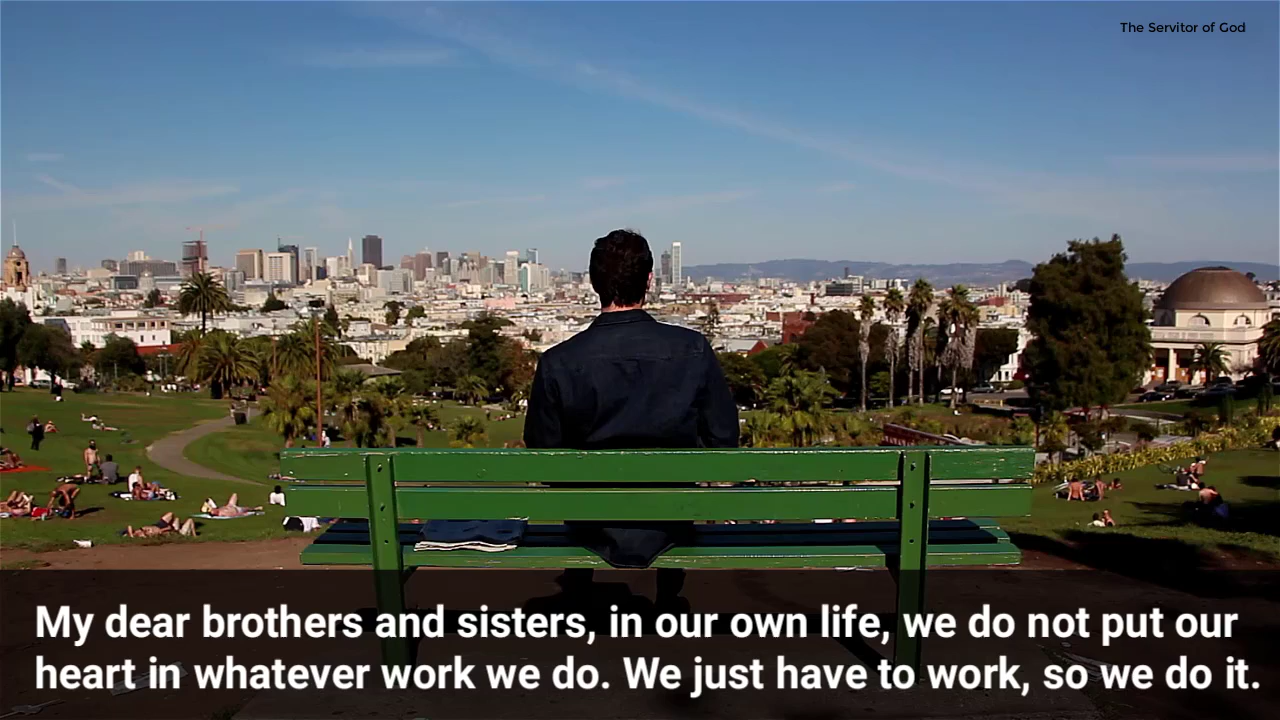 The Servitor of God
My dear brothers and sisters, in our own life, we do not put our
heart in whatever work we do. We just have to work, so we do it.